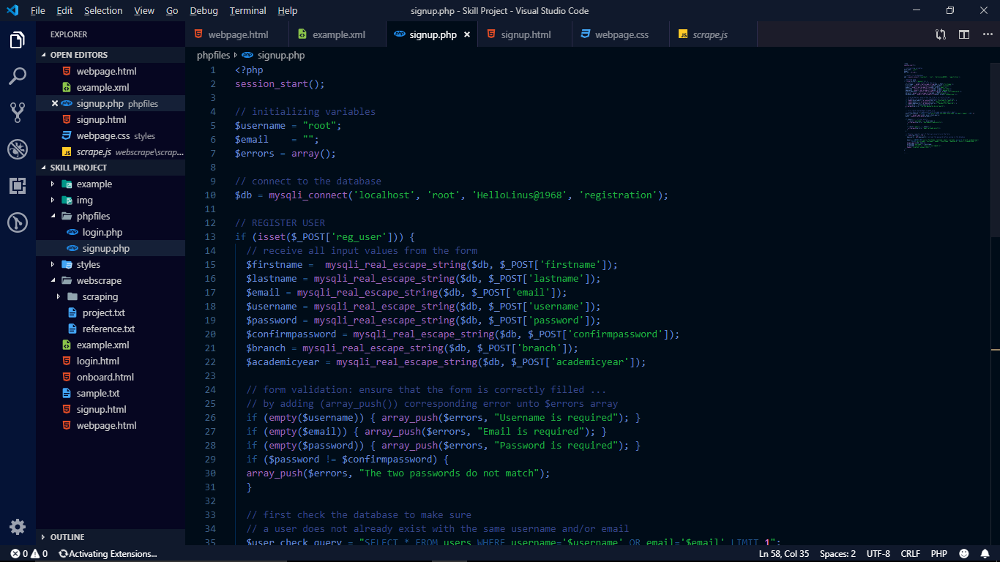 File Edit Selection View Go Debug Terminal Help
signup.php - Skill Project - Visual Studio Code
EXPLORER
OPEN EDITORS
webpage.html
example.xml
signup.php phpfiles
signup.html
webpage.css styles
scrape.js webscrape\scrap...
SKILL PROJECT
example
img
phpfiles
login.php
signup.php
styles
webscrape
scraping
project.txt
reference.txt
example.xml
login.html
onboard.html
sample.txt
signup.html
webpage.html
OUTLINE
webpage.html example.xml signup.php × signup.html webpage.css scrape.js
phpfiles signup.php
1 <?php
2 session_start();
3
4 // initializing variables
5 $username = "root";
6 $email    = "";
7 $errors = array();
8
9 // connect to the database
10 $db = mysqli_connect('localhost', 'root', 'HelloLinus@1968', 'registration');
11
12 // REGISTER USER
13 if (isset($_POST['reg_user'])) {
14   // receive all input values from the form
15   $firstname =  mysqli_real_escape_string($db, $_POST['firstname']);
16   $lastname = mysqli_real_escape_string($db, $_POST['lastname']);
17   $email = mysqli_real_escape_string($db, $_POST['email']);
18   $username = mysqli_real_escape_string($db, $_POST['username']);
19   $password = mysqli_real_escape_string($db, $_POST['password']);
20   $confirmpassword = mysqli_real_escape_string($db, $_POST['confirmpassword']);
21   $branch = mysqli_real_escape_string($db, $_POST['branch']);
22   $academicyear = mysqli_real_escape_string($db, $_POST['academicyear']);
23
24   // form validation: ensure that the form is correctly filled ...
25   // by adding (array_push()) corresponding error unto $errors array
26   if (empty($username)) { array_push($errors, "Username is required"); }
27   if (empty($email)) { array_push($errors, "Email is required"); }
28   if (empty($password)) { array_push($errors, "Password is required"); }
29   if ($password != $confirmpassword) {
30   array_push($errors, "The two passwords do not match");
31   }
32
33   // first check the database to make sure
34   // a user does not already exist with the same username and/or email
35   $user_check_query = "SELECT * FROM users WHERE username='$username' OR email='$email' LIMIT 1";
0 0 Activating Extensions...
Ln 58, Col 35 Spaces: 2 UTF-8 CRLF PHP